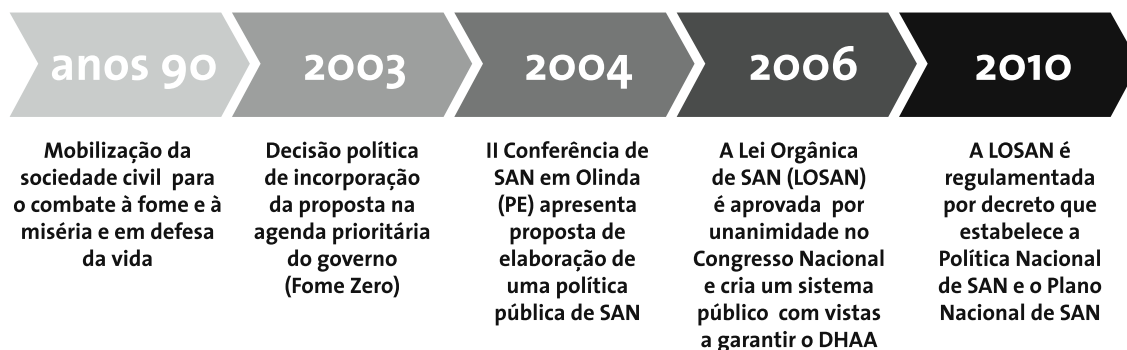 anos 90
Mobilização da
sociedade civil para
o combate à fome e à
miséria e em defesa
da vida
2003
Decisão política
de incorporação
da proposta na
agenda prioritária
do governo
(Fome Zero)
2004
II Conferência de
SAN em Olinda
(PE) apresenta
proposta de
elaboração de
uma política
pública de SAN
2006
A Lei Orgânica
de SAN (LOSAN)
é aprovada por
unanimidade no
Congresso Nacional
e cria um sistema
público com vistas
a garantir o DHAA
2010
A LOSAN é
regulamentada
por decreto que
estabelece a
Política Nacional
de SAN e o Plano
Nacional de SAN